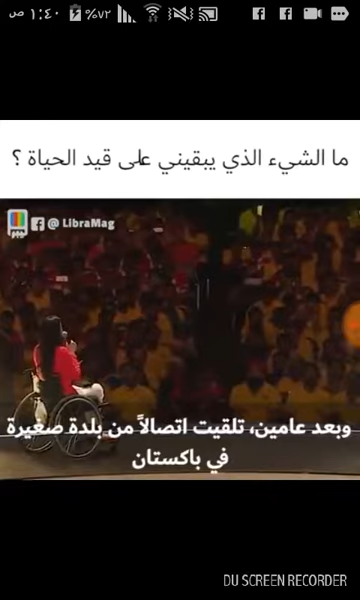 ١:٤٠ ص %٧٢
ما الشيء الذي يبقيني على قيد الحياة ؟
@ LibraMag
وبعد عامين، تلقيت اتصالاً من بلدة صغيرة
في باكستان
DU SCREEN RECORDER